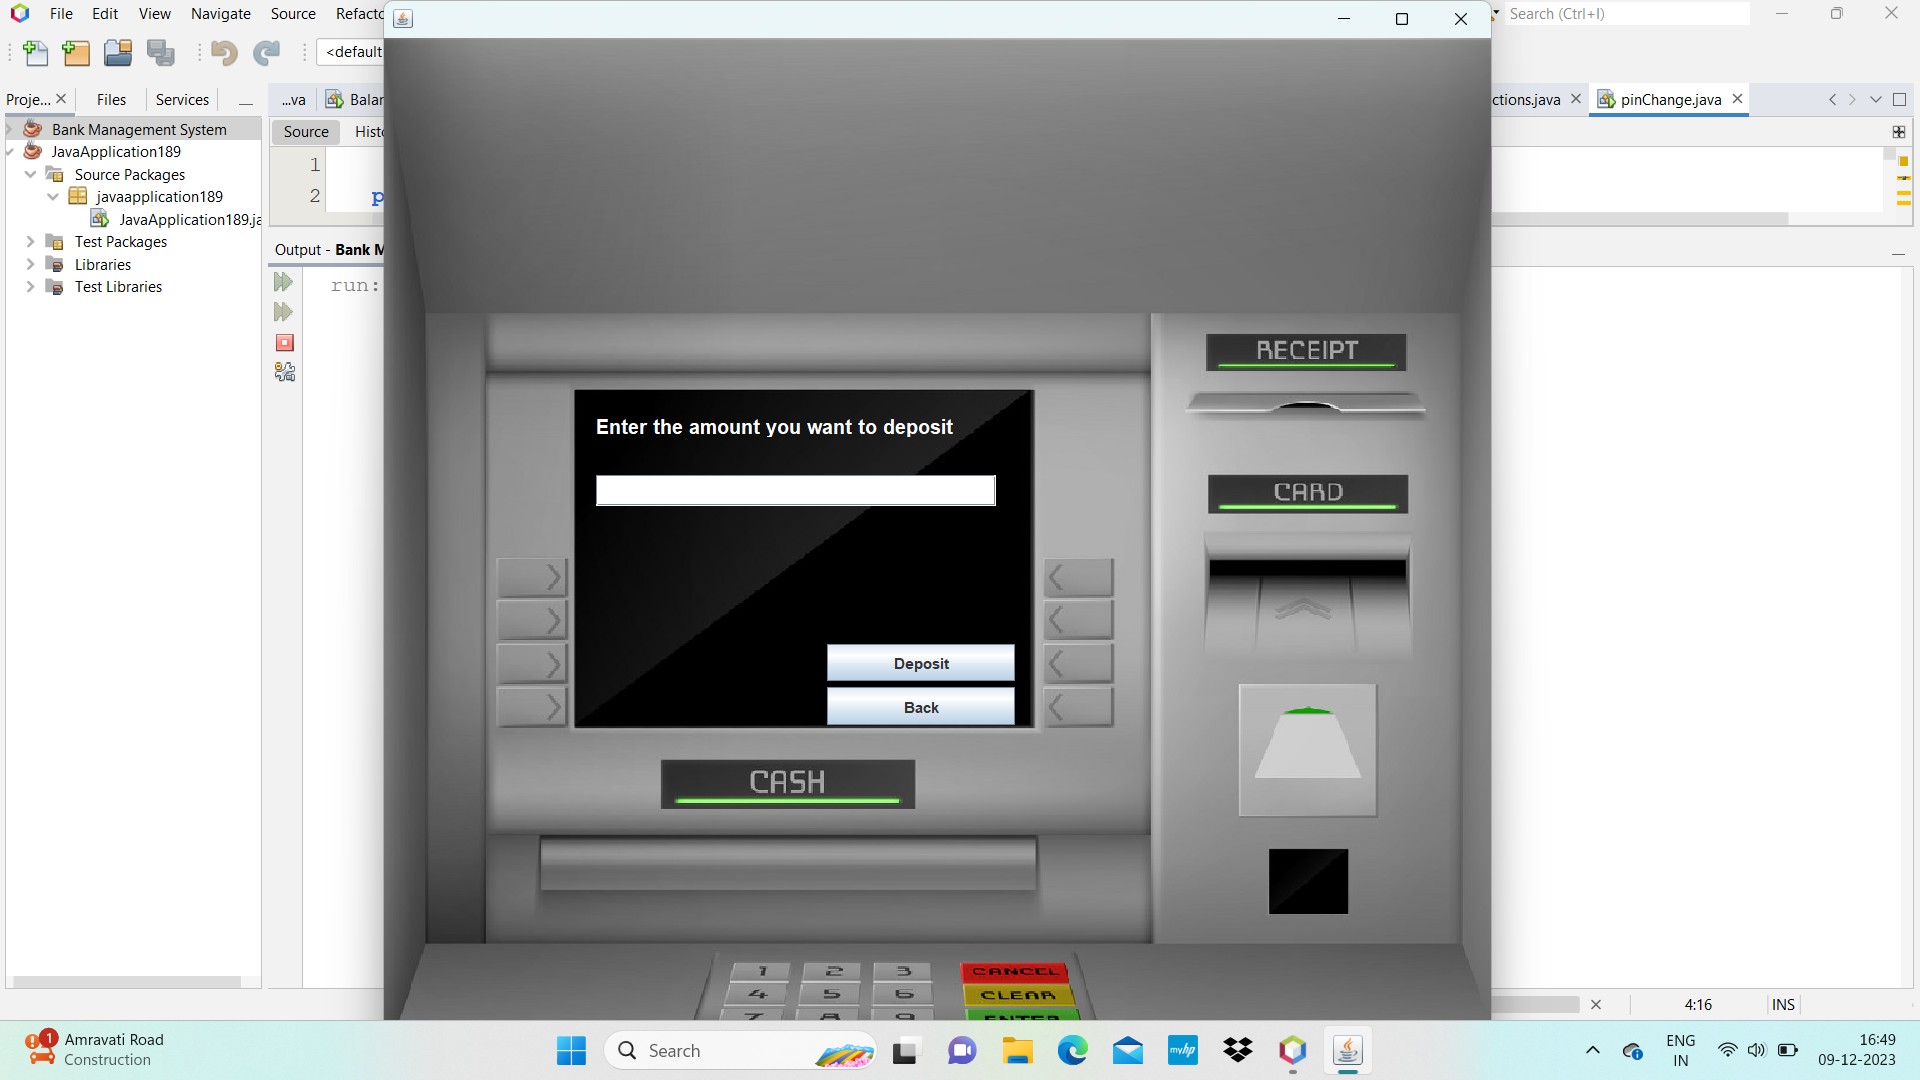 File Edit View Navigate Source Refacto
Search (Ctrl+I)
<default
Proje... Files Services
...va Balar
ctions.java pinChange.java
Bank Management System
JavaApplication189
Source Packages
javaapplication189
JavaApplication189.ja
Test Packages
Libraries
Test Libraries
Source Histo
1
2 p
Output - Bank M
run:
RECEIPT
Enter the amount you want to deposit
CARD
Deposit
Back
CASH
1 2 3 CANCEL
4 5 6 CLEAR
7 8 9 ENTER
4:16 INS
1
Amravati Road
Construction
Search
myhp
ENG
IN
16:49
09-12-2023